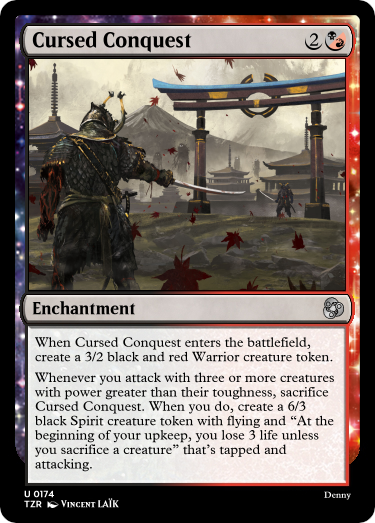 Cursed Conquest 2
Enchantment
When Cursed Conquest enters the battlefield,
create a 3/2 black and red Warrior creature token.
Whenever you attack with three or more creatures
with power greater than their toughness, sacrifice
Cursed Conquest. When you do, create a 6/3
black Spirit creature token with flying and “At the
beginning of your upkeep, you lose 3 life unless
you sacrifice a creature” that’s tapped and
attacking.
U 0174
TZR Vincent Laïk Denny